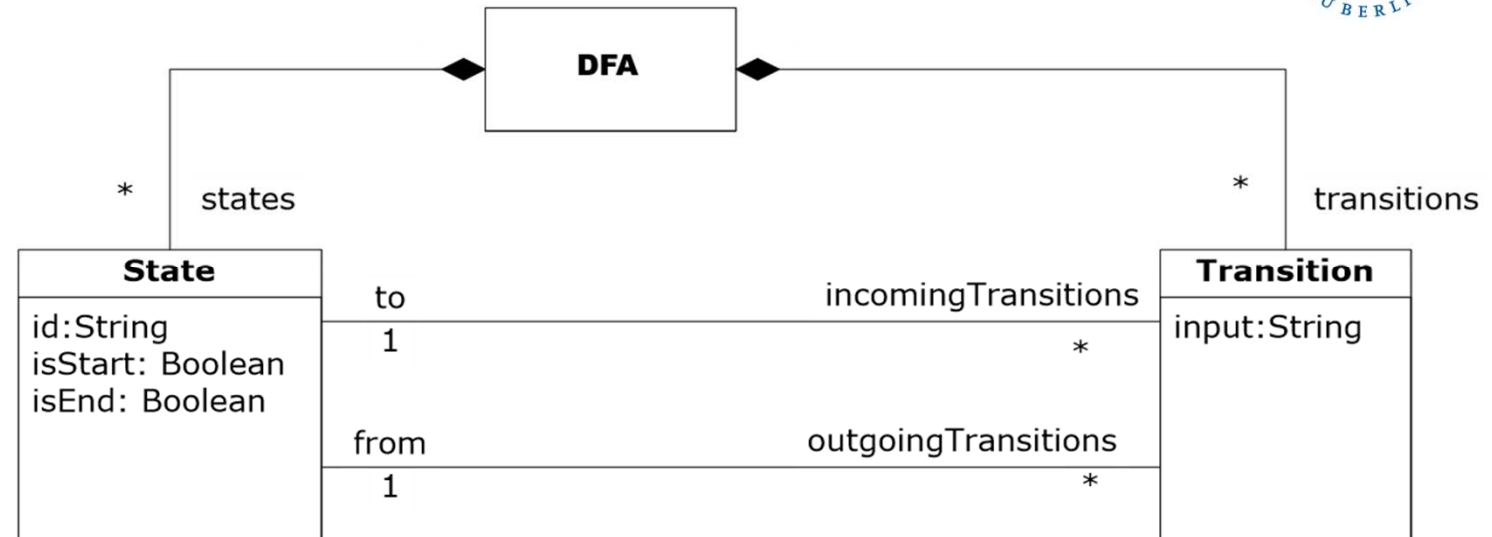 U BERLI
DFA
* states
* transitions
State
id:String
isStart: Boolean
isEnd: Boolean
to
1
incomingTransitions
*
from
1
outgoingTransitions
*
Transition
input:String